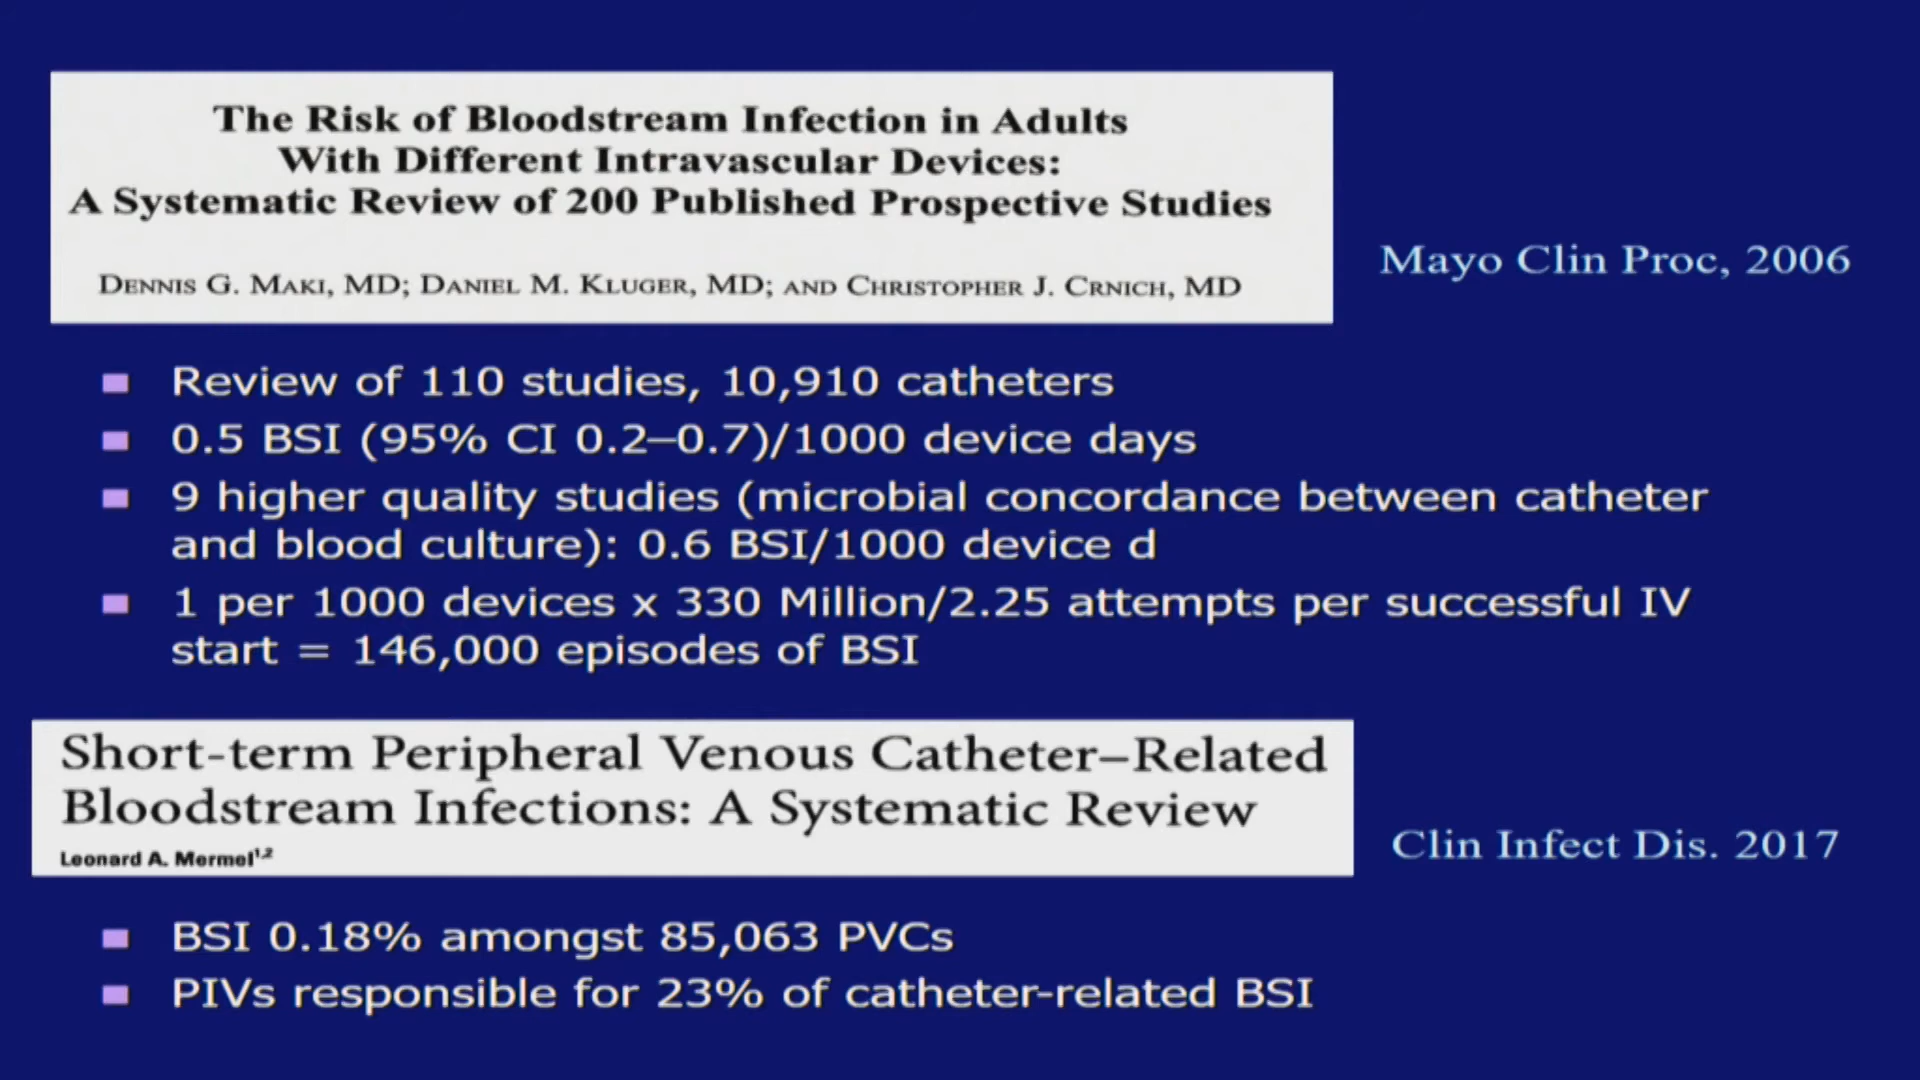 The Risk of Bloodstream Infection in Adults
With Different Intravascular Devices:
A Systematic Review of 200 Published Prospective Studies
DENNIS G. MAKI, MD; DANIEL M. KLUGER, MD; AND CHRISTOPHER J. CRNICH, MD
Mayo Clin Proc, 2006
Review of 110 studies, 10,910 catheters
0.5 BSI (95% CI 0.2–0.7)/1000 device days
9 higher quality studies (microbial concordance between catheter
and blood culture): 0.6 BSI/1000 device d
1 per 1000 devices x 330 Million/2.25 attempts per successful IV
start = 146,000 episodes of BSI
Short-term Peripheral Venous Catheter–Related
Bloodstream Infections: A Systematic Review
Leonard A. Mermel1,2
Clin Infect Dis. 2017
BSI 0.18% amongst 85,063 PVCs
PIVs responsible for 23% of catheter-related BSI